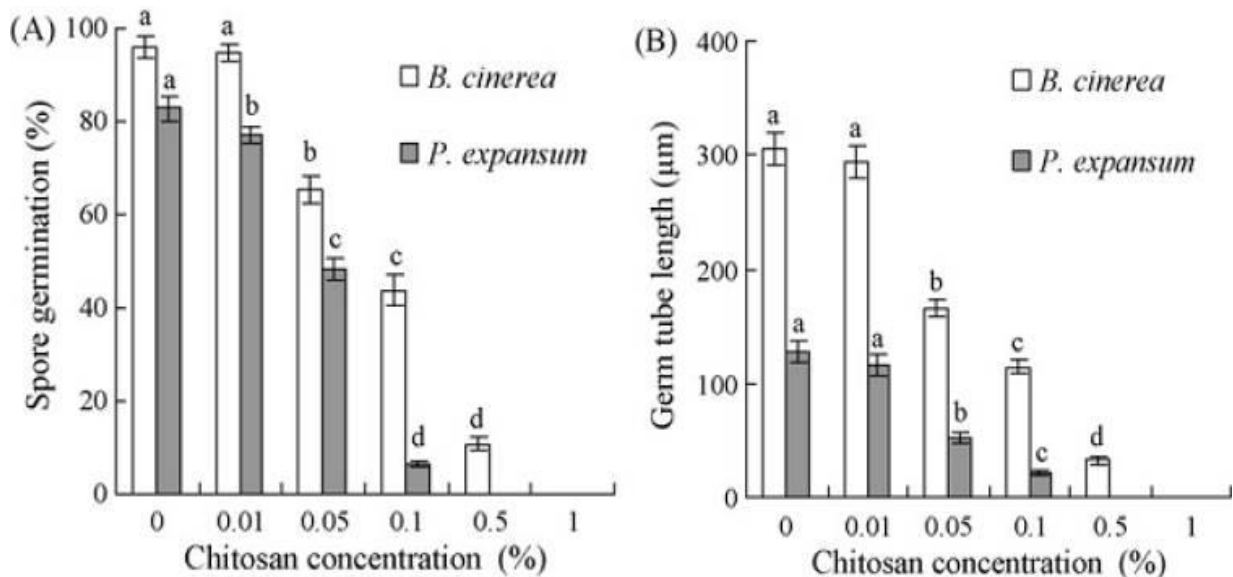 (A)
Spore germination (%)
100
80
60
40
20
0
a
a
a
b
b
c
c
d
d
B. cinerea
P. expansum
0 0.01 0.05 0.1 0.5 1
Chitosan concentration (%)
(B)
Germ tube length (μm)
400
300
200
100
0
a
a
a
a
b
b
c
c
d
B. cinerea
P. expansum
0 0.01 0.05 0.1 0.5 1
Chitosan concentration (%)